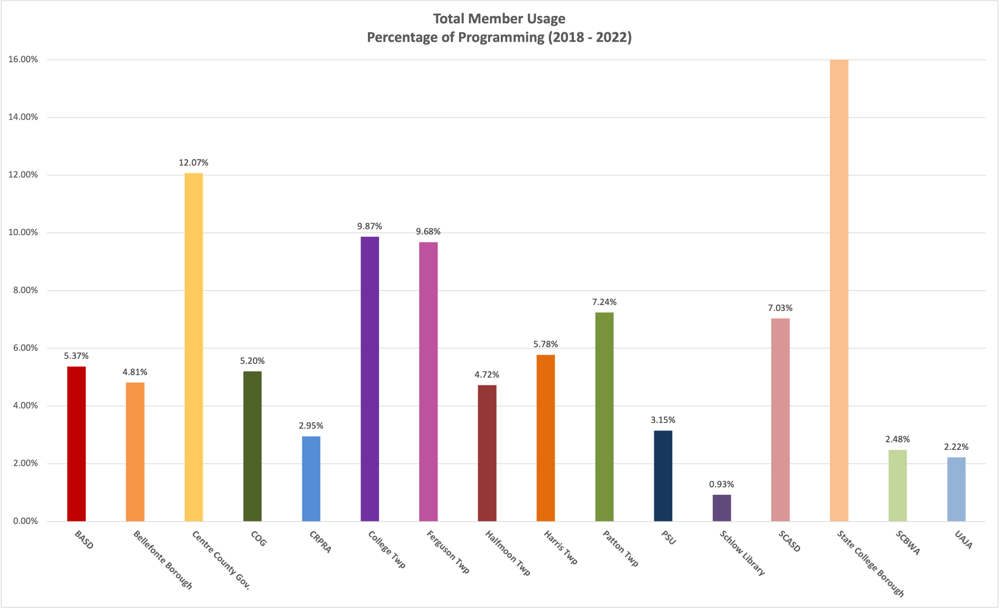 Total Member Usage
Percentage of Programming (2018 - 2022)
16.00%
14.00%
12.00%
10.00%
8.00%
6.00%
4.00%
2.00%
0.00%
5.37%
4.81%
12.07%
5.20%
2.95%
9.87%
9.68%
4.72%
5.78%
7.24%
3.15%
0.93%
7.03%
2.48%
2.22%
BASD
Bellefonte Borough
Centre County Gov.
COG
CRPRA
College Twp
Ferguson Twp
Halfmoon Twp
Harris Twp
Patton Twp
PSU
Schlow Library
SCASD
State College Borough
SCBWA
UAJA